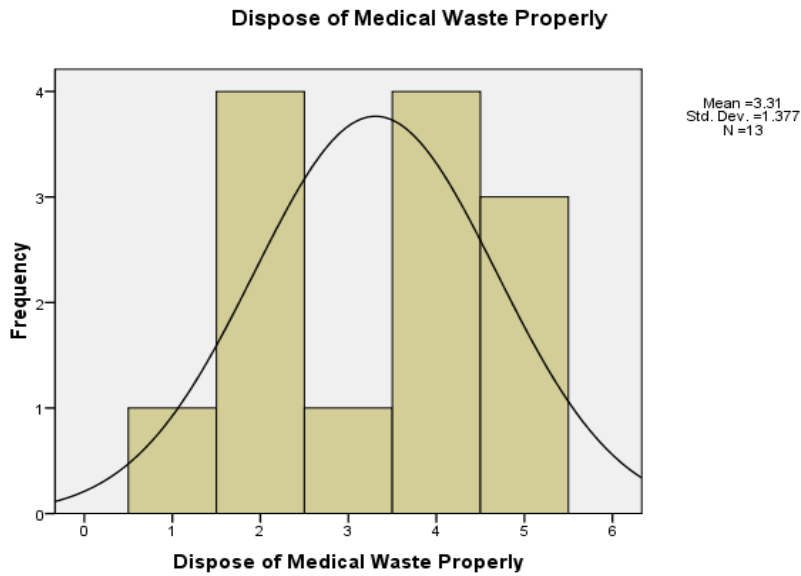 Dispose of Medical Waste Properly
Mean =3.31
Std. Dev. =1.377
N =13
Frequency
4
3
2
1
0
0 1 2 3 4 5 6
Dispose of Medical Waste Properly